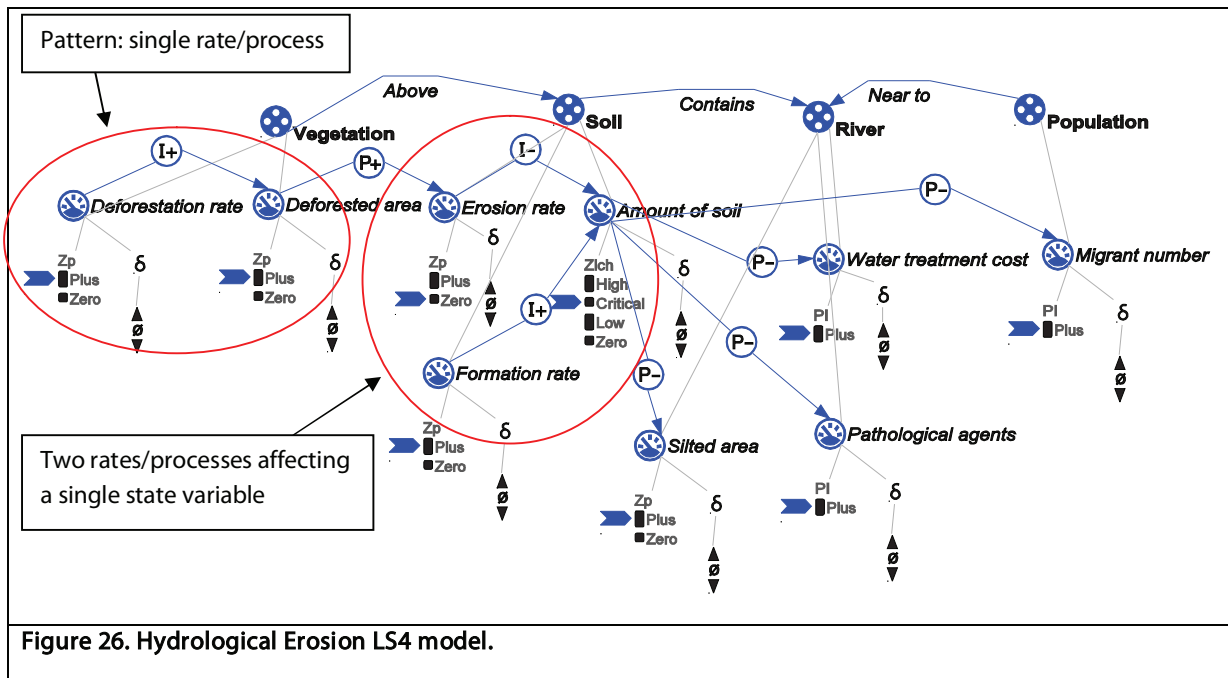 Pattern: single rate/process
Above
Contains
Near to
Vegetation
Soil
River
Population
I+
P+
I–
P–
Deforestation rate
Deforested area
Erosion rate
Amount of soil
Water treatment cost
Migrant number
Zp
Plus
Zero
δ
ø
Zp
Plus
Zero
δ
ø
Zp
Plus
Zero
δ
ø
I+
Zlch
High
Critical
Low
Zero
δ
ø
P–
Pl
Plus
δ
ø
Pl
Plus
δ
ø
P–
P–
Formation rate
Zp
Plus
Zero
δ
ø
Silted area
Zp
Plus
Zero
δ
ø
Pathological agents
Pl
Plus
δ
ø
Two rates/processes affecting
a single state variable
Figure 26. Hydrological Erosion LS4 model.